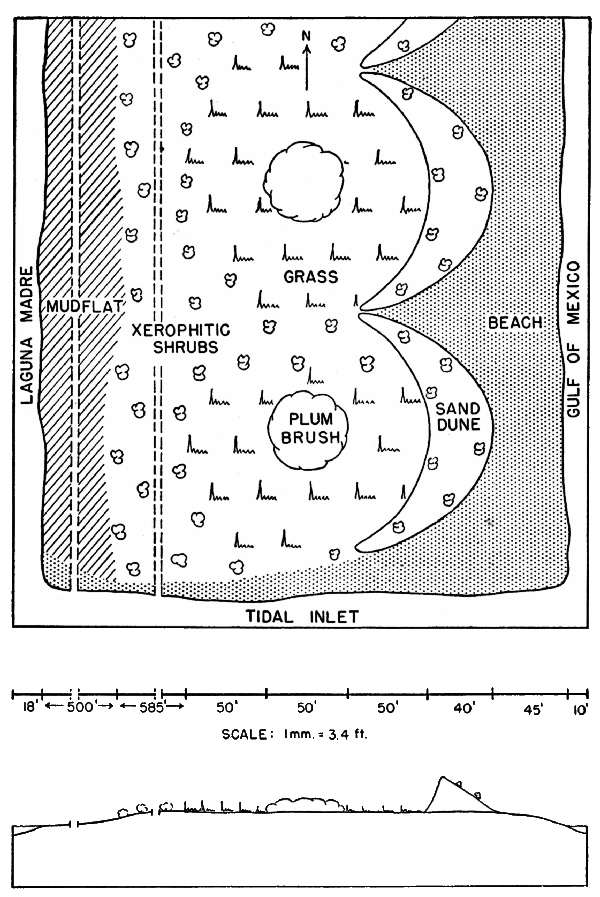 N
GRASS
MUDFLAT
XEROPHITIC
SHRUBS
BEACH
PLUM
BRUSH
SAND
DUNE
LAGUNA MADRE
GULF OF MEXICO
TIDAL INLET
18' 500' 585' 50' 50' 50' 40' 45' 10'
SCALE: 1mm. = 3.4 ft.